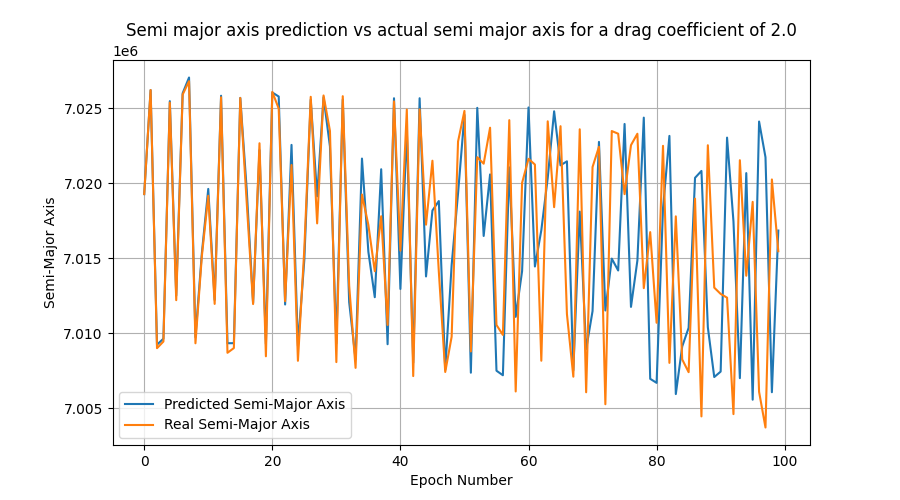 Semi major axis prediction vs actual semi major axis for a drag coefficient of 2.0
1e6
7.025
7.020
7.015
7.010
7.005
Semi-Major Axis
Predicted Semi-Major Axis
Real Semi-Major Axis
0 20 40 60 80 100
Epoch Number